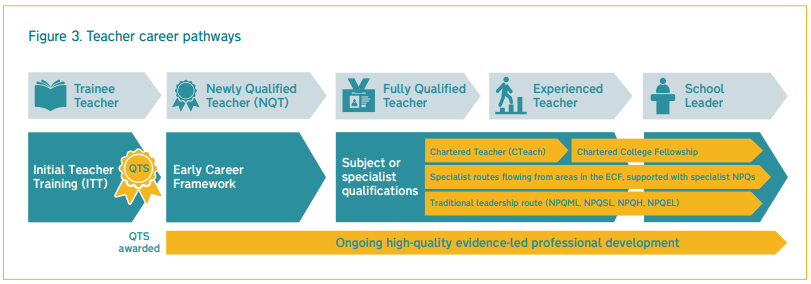 Figure 3. Teacher career pathways
Trainee
Teacher
Newly Qualified
Teacher (NQT)
Fully Qualified
Teacher
Experienced
Teacher
School
Leader
Initial Teacher
Training (ITT)
QTS
Early Career
Framework
Subject or
specialist
qualifications
Chartered Teacher (CTeach)
Chartered College Fellowship
Specialist routes flowing from areas in the ECF, supported with specialist NPQs
Traditional leadership route (NPQML, NPQSL, NPQH, NPQEL)
QTS
awarded
Ongoing high-quality evidence-led professional development